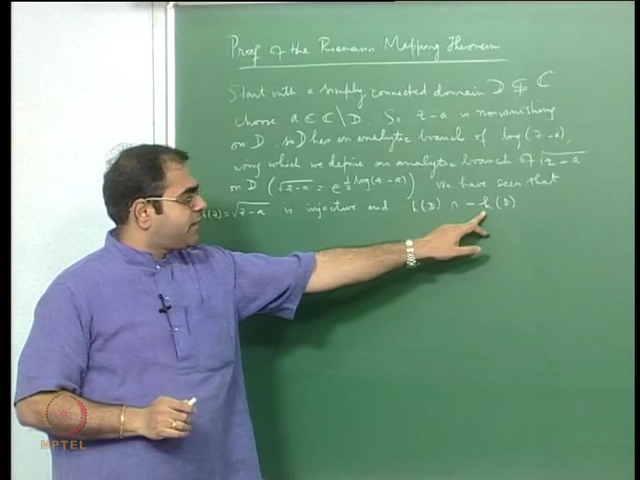 Proof of the Riemann Mapping Theorem
Start with a simply connected domain D ⊊ ℂ
choose a ∈ ℂ \ D. So z-a is nonvanishing
on D, so D has an analytic branch of log(z-a),
using which we define an analytic branch of √z-a
on D (√z-a = e^{½ log(z-a)}) We have seen that
(z) = √z-a is injective and h(D) ∩ -h(D)
NPTEL